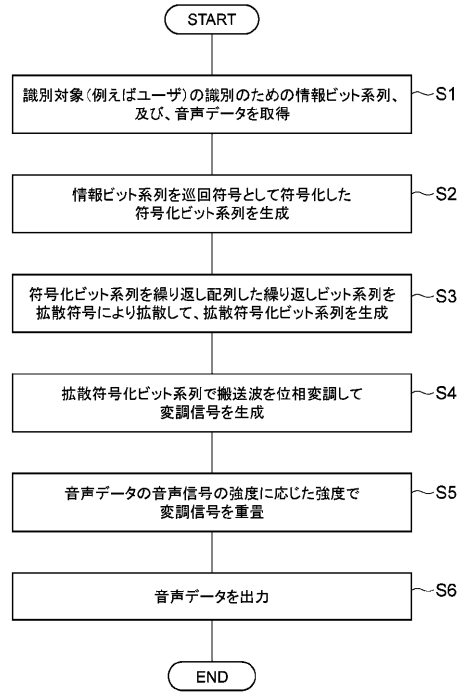 START
識別対象(例えばユーザ)の識別のための情報ビット系列、
及び、音声データを取得
S1
情報ビット系列を巡回符号として符号化した
符号化ビット系列を生成
S2
符号化ビット系列を繰り返し配列した繰り返しビット系列を
拡散符号により拡散して、拡散符号化ビット系列を生成
S3
拡散符号化ビット系列で搬送波を位相変調して
変調信号を生成
S4
音声データの音声信号の強度に応じた強度で
変調信号を重畳
S5
音声データを出力
S6
END